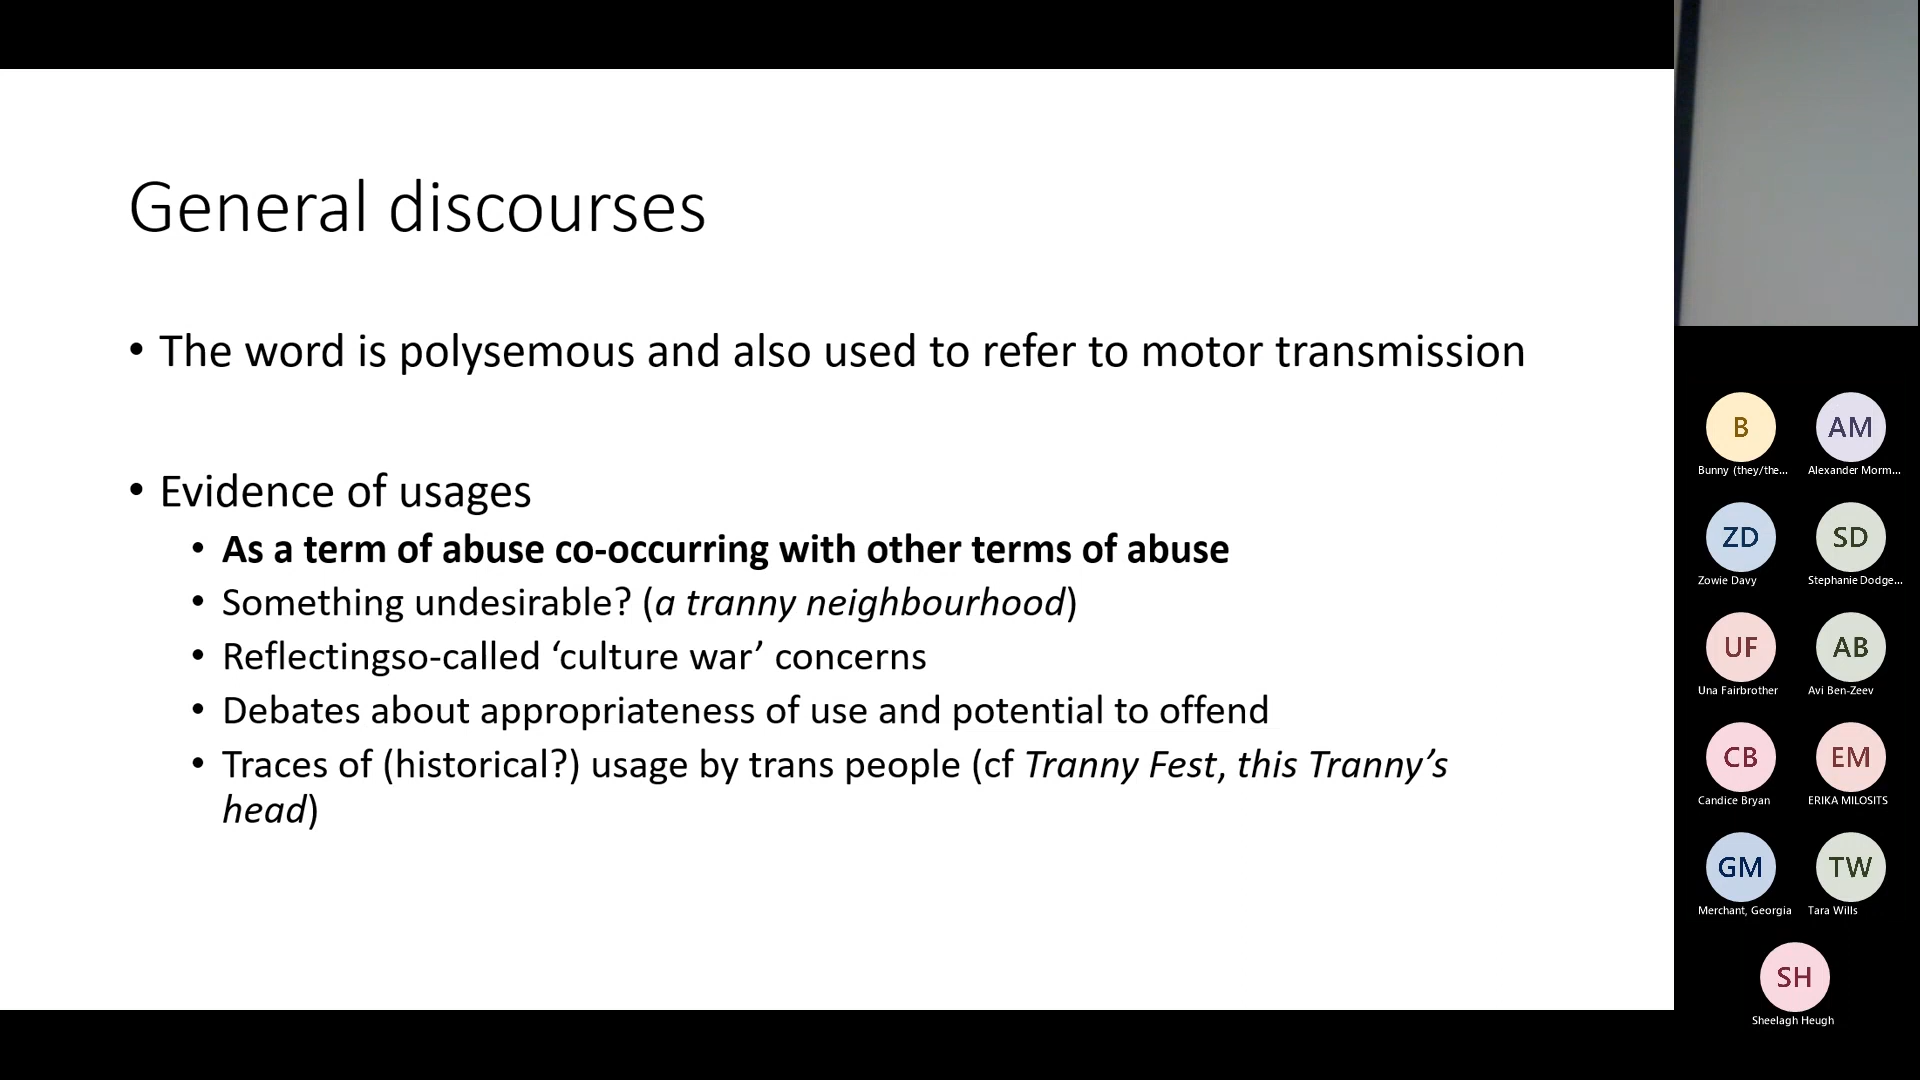 General discourses
• The word is polysemous and also used to refer to motor transmission
• Evidence of usages
• As a term of abuse co-occurring with other terms of abuse
• Something undesirable? (a tranny neighbourhood)
• Reflectingso-called ‘culture war’ concerns
• Debates about appropriateness of use and potential to offend
• Traces of (historical?) usage by trans people (cf Tranny Fest, this Tranny’s
head)
B AM
Bunny (they/the... Alexander Morm...
ZD SD
Zowie Davy Stephanie Dodge...
UF AB
Una Fairbrother Avi Ben-Zeev
CB EM
Candice Bryan ERIKA MILOSITS
GM TW
Merchant, Georgia Tara Wills
SH
Sheelagh Heugh